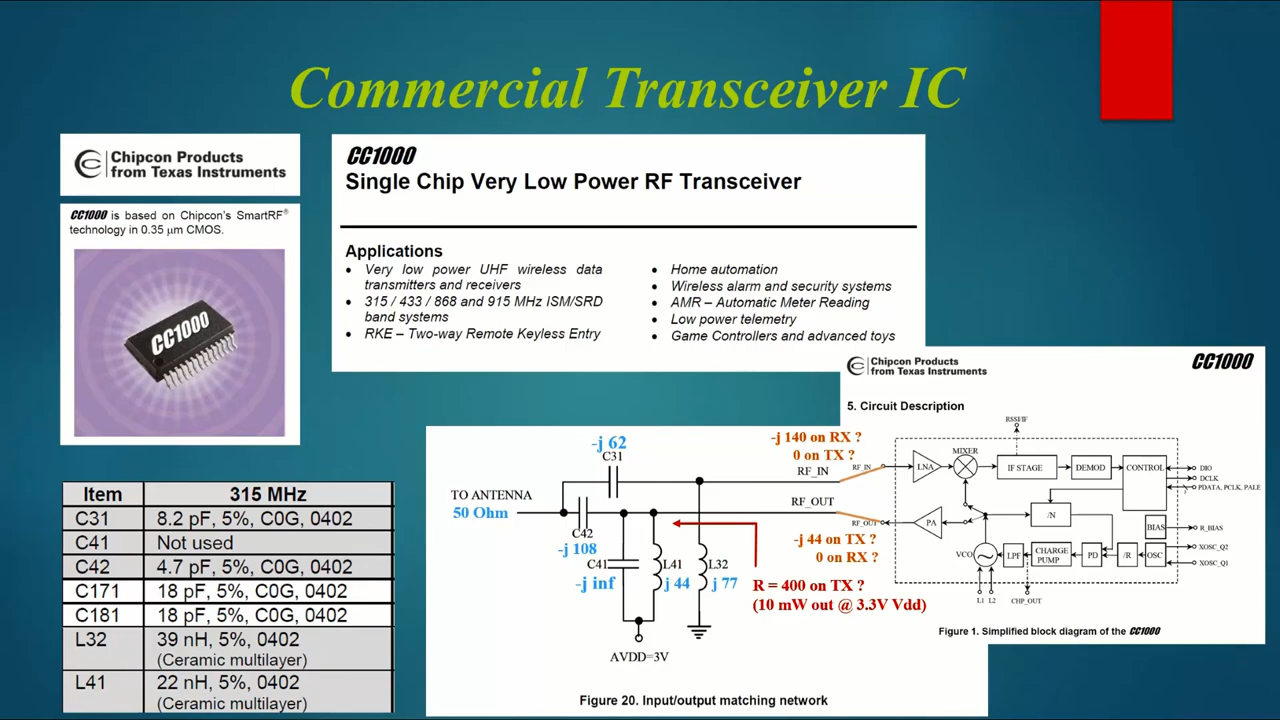 Commercial Transceiver IC
Chipcon Products
from Texas Instruments
CC1000 is based on Chipcon's SmartRF®
technology in 0.35 µm CMOS.
CC1000
CC1000
Single Chip Very Low Power RF Transceiver
Applications
• Very low power UHF wireless data
transmitters and receivers
• 315 / 433 / 868 and 915 MHz ISM/SRD
band systems
• RKE – Two-way Remote Keyless Entry
• Home automation
• Wireless alarm and security systems
• AMR – Automatic Meter Reading
• Low power telemetry
• Game Controllers and advanced toys
Item 315 MHz
C31 8.2 pF, 5%, C0G, 0402
C41 Not used
C42 4.7 pF, 5%, C0G, 0402
C171 18 pF, 5%, C0G, 0402
C181 18 pF, 5%, C0G, 0402
L32 39 nH, 5%, 0402
(Ceramic multilayer)
L41 22 nH, 5%, 0402
(Ceramic multilayer)
-j 62
C31
TO ANTENNA
50 Ohm
C42
-j 108
C41
-j inf
L41
j 44
L32
j 77
AVDD=3V
-j 140 on RX ?
0 on TX ?
RF_IN
RF_OUT
-j 44 on TX ?
0 on RX ?
R = 400 on TX ?
(10 mW out @ 3.3V Vdd)
Figure 20. Input/output matching network
Chipcon Products
from Texas Instruments
CC1000
5. Circuit Description
RSSI/IF
MIXER
RF_IN
LNA
IF STAGE
DEMOD
CONTROL
DIO
DCLK
PDATA, PCLK, PALE
/N
RF_OUT
PA
BIAS
R_BIAS
VCO
LPF
CHARGE
PUMP
PD
/R
OSC
XOSC_Q2
XOSC_Q1
L1 L2
CHP_OUT
Figure 1. Simplified block diagram of the CC1000